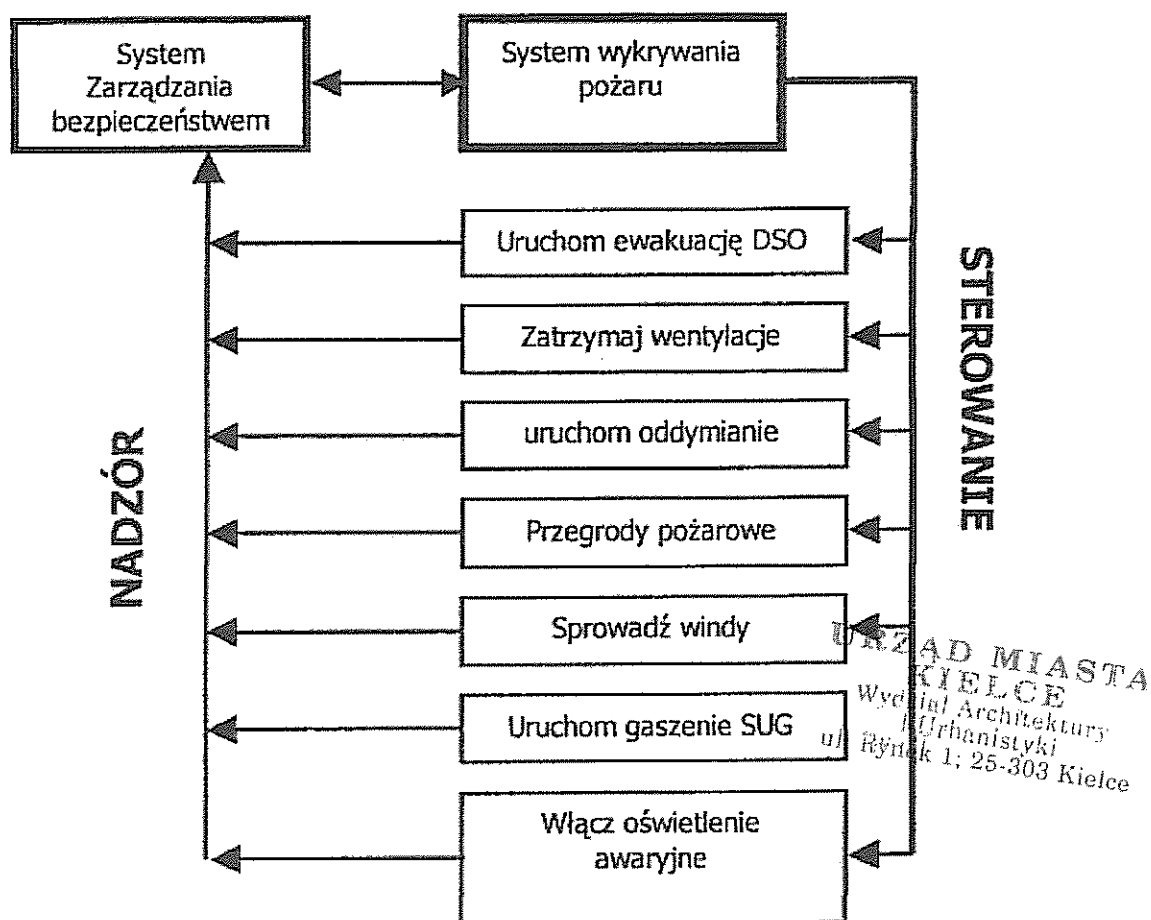 System
Zarządzania
bezpieczeństwem
System wykrywania
pożaru
Uruchom ewakuację DSO
Zatrzymaj wentylacje
uruchom oddymianie
Przegrody pożarowe
Sprowadź windy
Uruchom gaszenie SUG
Włącz oświetlenie
awaryjne
NADZÓR
STEROWANIE
URZĄD MIASTA
KIELCE
Wydział Architektury
i Urbanistyki
ul. Rynek 1; 25-303 Kielce